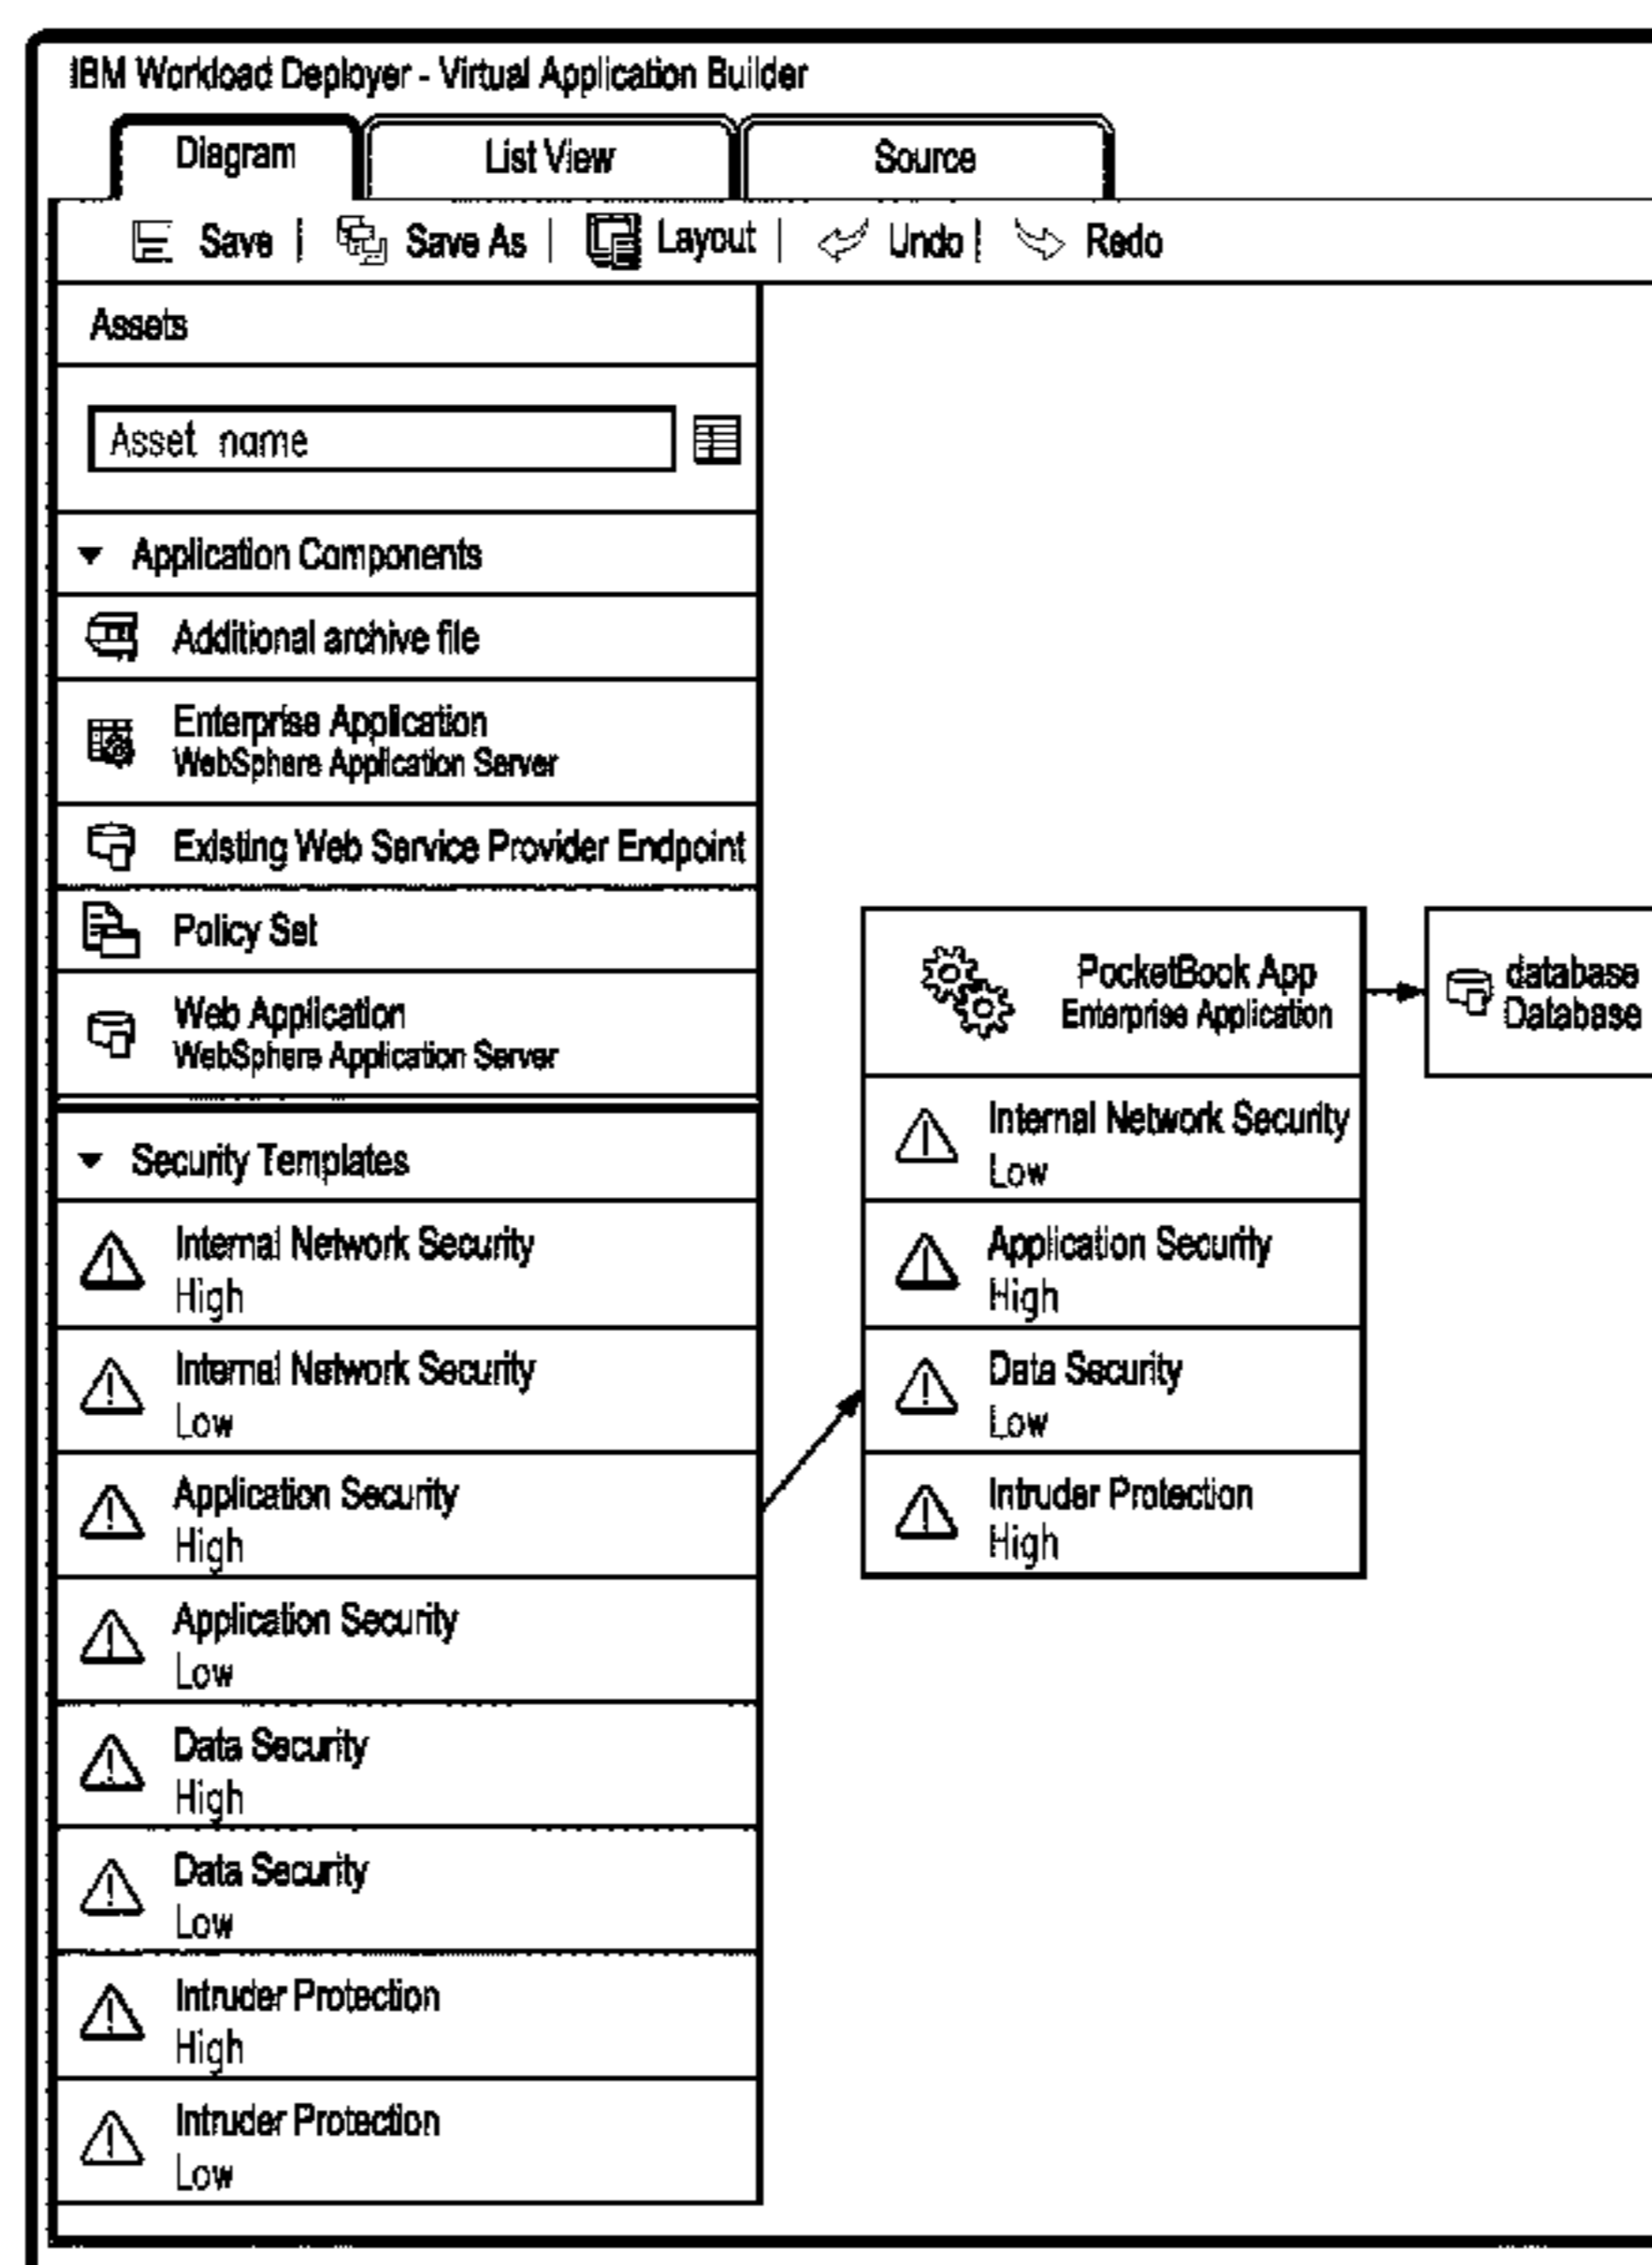 IBM Workload Deployer - Virtual Application Builder
Diagram
List View
Source
Save | Save As | Layout | Undo | Redo
Assets
Asset name
Application Components
Additional archive file
Enterprise Application
WebSphere Application Server
Existing Web Service Provider Endpoint
Policy Set
Web Application
WebSphere Application Server
Security Templates
Internal Network Security
High
Internal Network Security
Low
Application Security
High
Application Security
Low
Data Security
High
Data Security
Low
Intruder Protection
High
Intruder Protection
Low
PocketBook App
Enterprise Application
Internal Network Security
Low
Application Security
High
Data Security
Low
Intruder Protection
High
database
Database